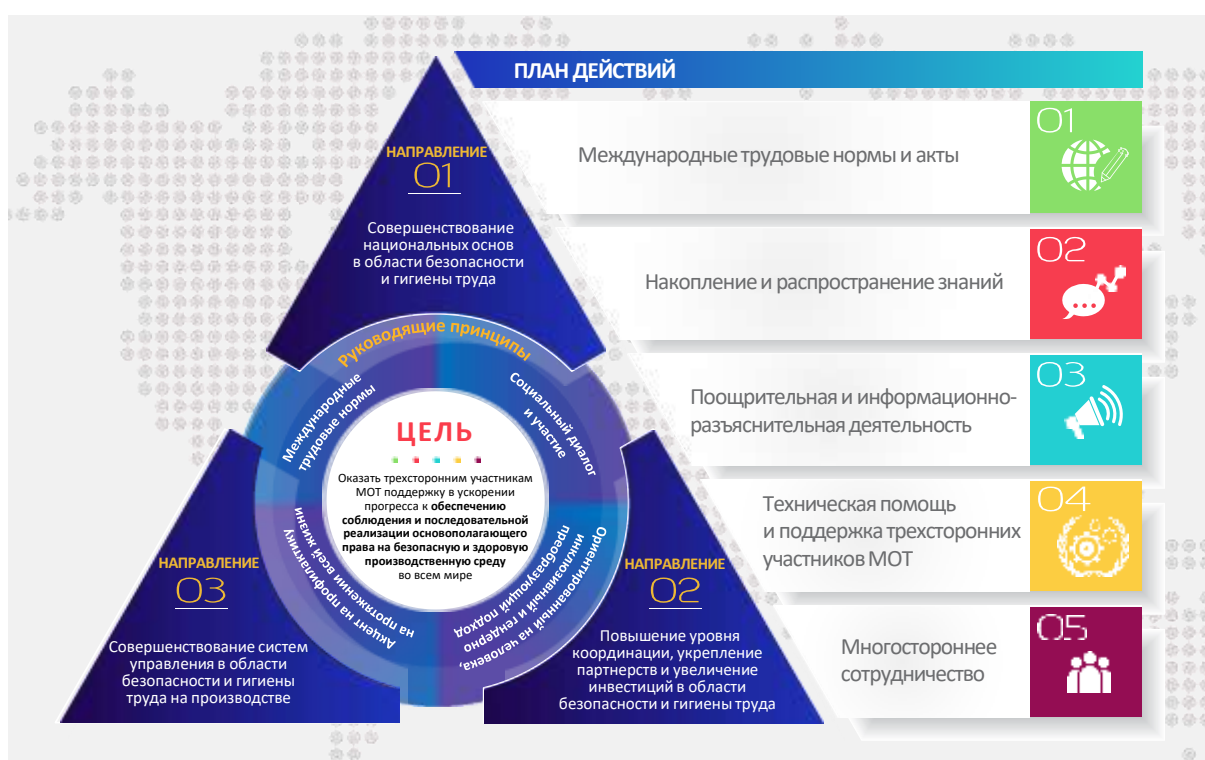 ПЛАН ДЕЙСТВИЙ
НАПРАВЛЕНИЕ
01
Совершенствование
национальных основ
в области безопасности
и гигиены труда
Руководящие принципы
Международные
трудовые нормы
Социальный диалог
и участие
Ориентированный на человека,
инклюзивный и гендерно
преобразующий подход
Акцент на профилактику
на протяжении всей жизни
ЦЕЛЬ
Оказать трехсторонним участникам
МОТ поддержку в ускорении
прогресса к обеспечению
соблюдения и последовательной
реализации основополагающего
права на безопасную и здоровую
производственную среду
во всем мире
НАПРАВЛЕНИЕ
03
Совершенствование систем
управления в области
безопасности и гигиены
труда на производстве
НАПРАВЛЕНИЕ
02
Повышение уровня
координации, укрепление
партнерств и увеличение
инвестиций в области
безопасности и гигиены труда
Международные трудовые нормы и акты
01
Накопление и распространение знаний
02
Поощрительная и информационно-
разъяснительная деятельность
03
Техническая помощь
и поддержка трехсторонних
участников МОТ
04
Многостороннее
сотрудничество
05